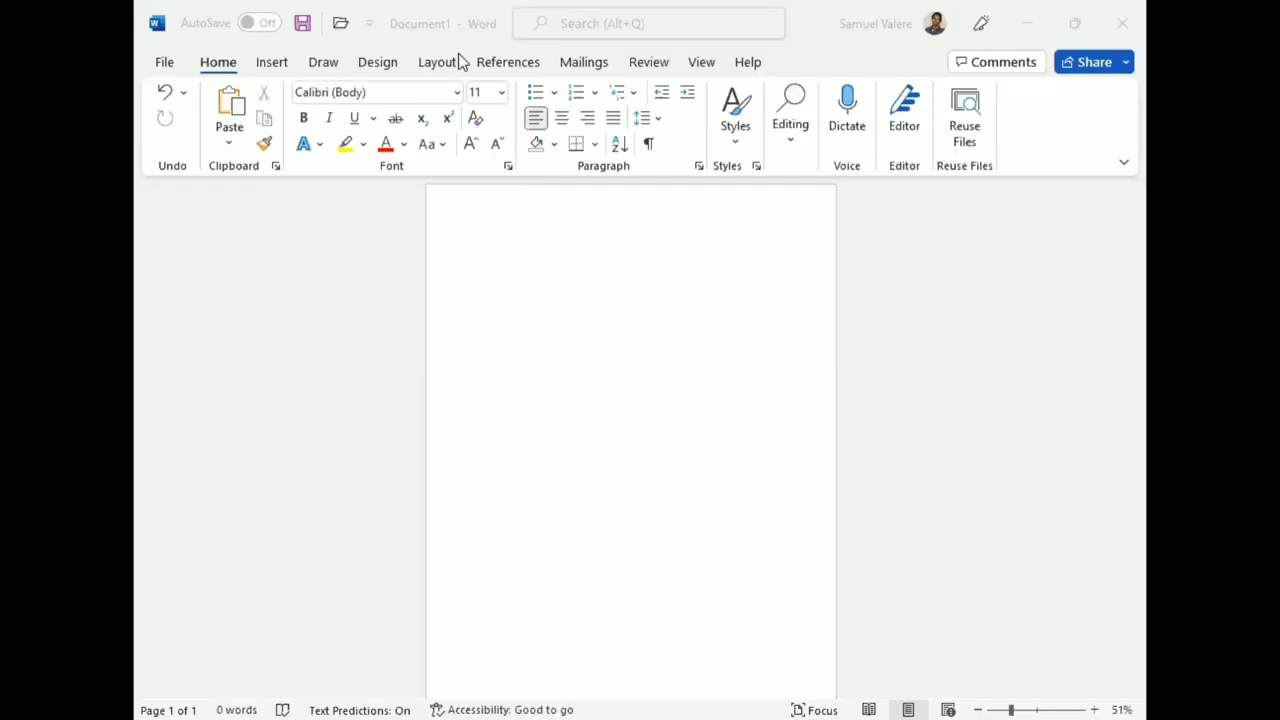 AutoSave Off Document1 - Word Search (Alt+Q) Samuel Valere
File Home Insert Draw Design Layout References Mailings Review View Help Comments Share
Calibri (Body) 11
Paste Styles Editing Dictate Editor Reuse Files
Undo Clipboard Font Paragraph Styles Voice Editor Reuse Files
Page 1 of 1 0 words Text Predictions: On Accessibility: Good to go Focus 51%